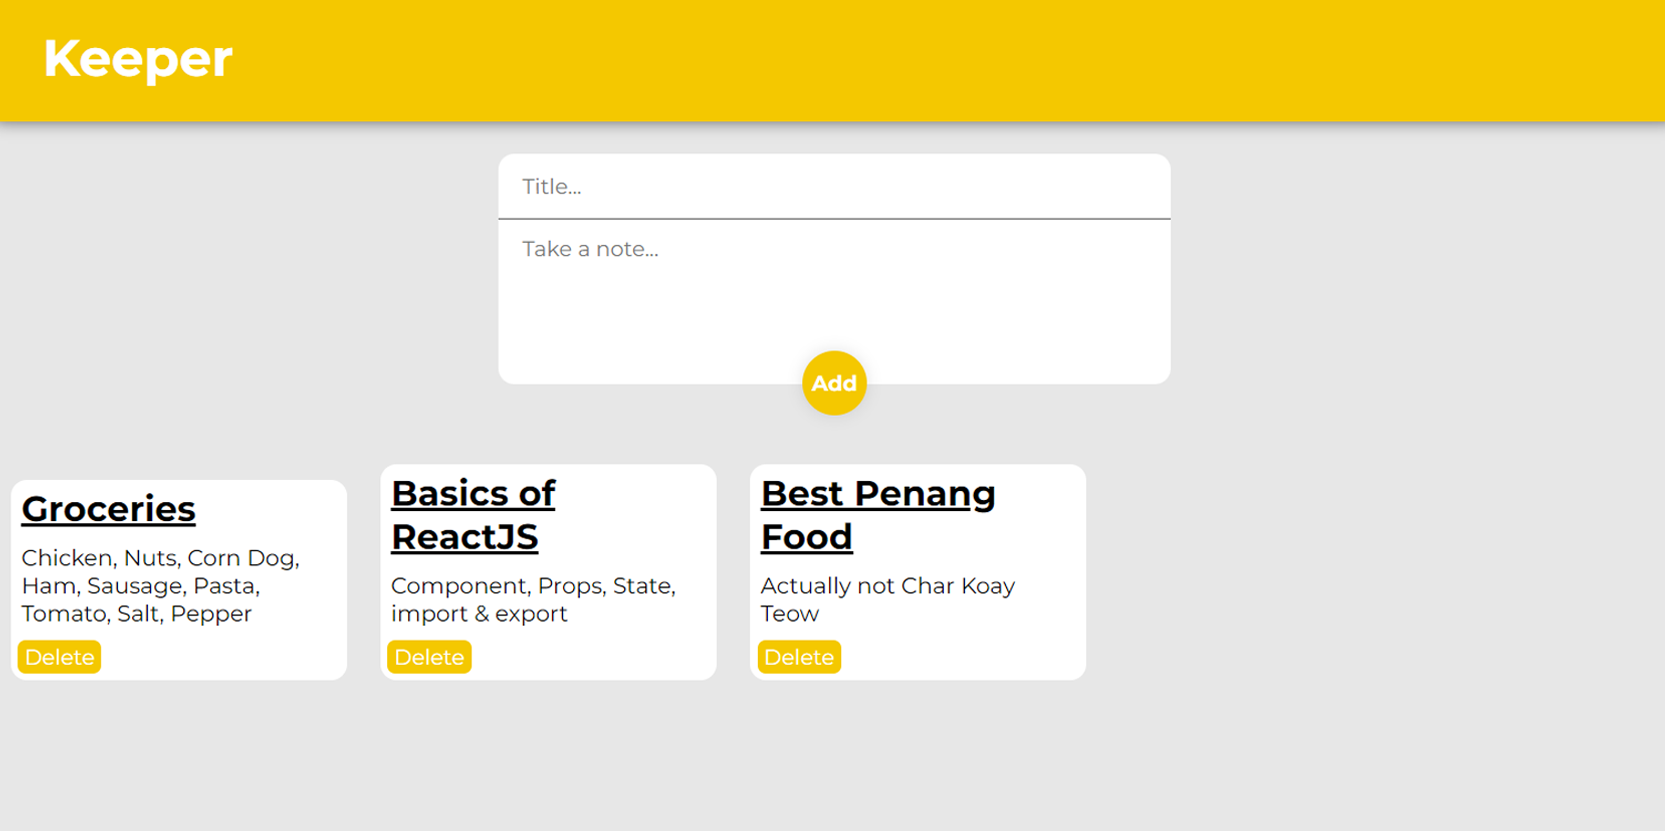 Keeper
Title...
Take a note...
Add
Groceries
Chicken, Nuts, Corn Dog,
Ham, Sausage, Pasta,
Tomato, Salt, Pepper
Delete
Basics of
ReactJS
Component, Props, State,
import & export
Delete
Best Penang
Food
Actually not Char Koay
Teow
Delete